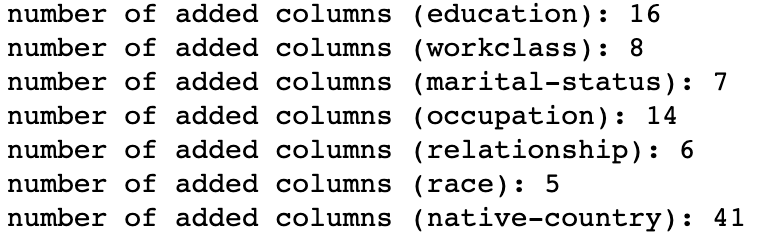 number of added columns (education): 16
number of added columns (workclass): 8
number of added columns (marital-status): 7
number of added columns (occupation): 14
number of added columns (relationship): 6
number of added columns (race): 5
number of added columns (native-country): 41